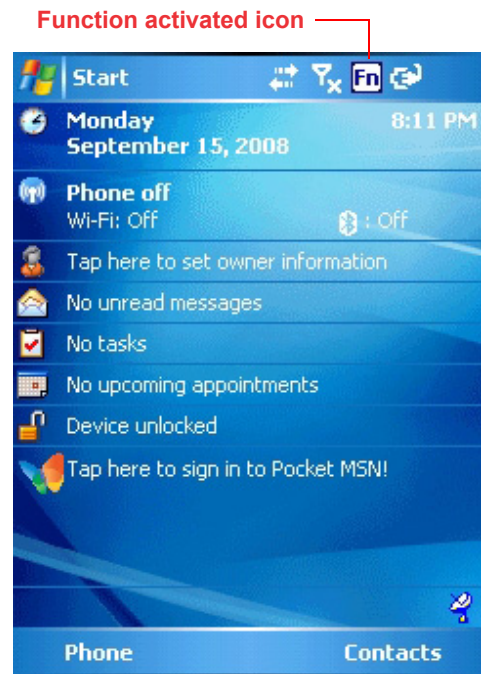 Function activated icon
Start Fn
Monday 8:11 PM
September 15, 2008
Phone off
Wi-Fi: Off : Off
Tap here to set owner information
No unread messages
No tasks
No upcoming appointments
Device unlocked
Tap here to sign in to Pocket MSN!
Phone Contacts